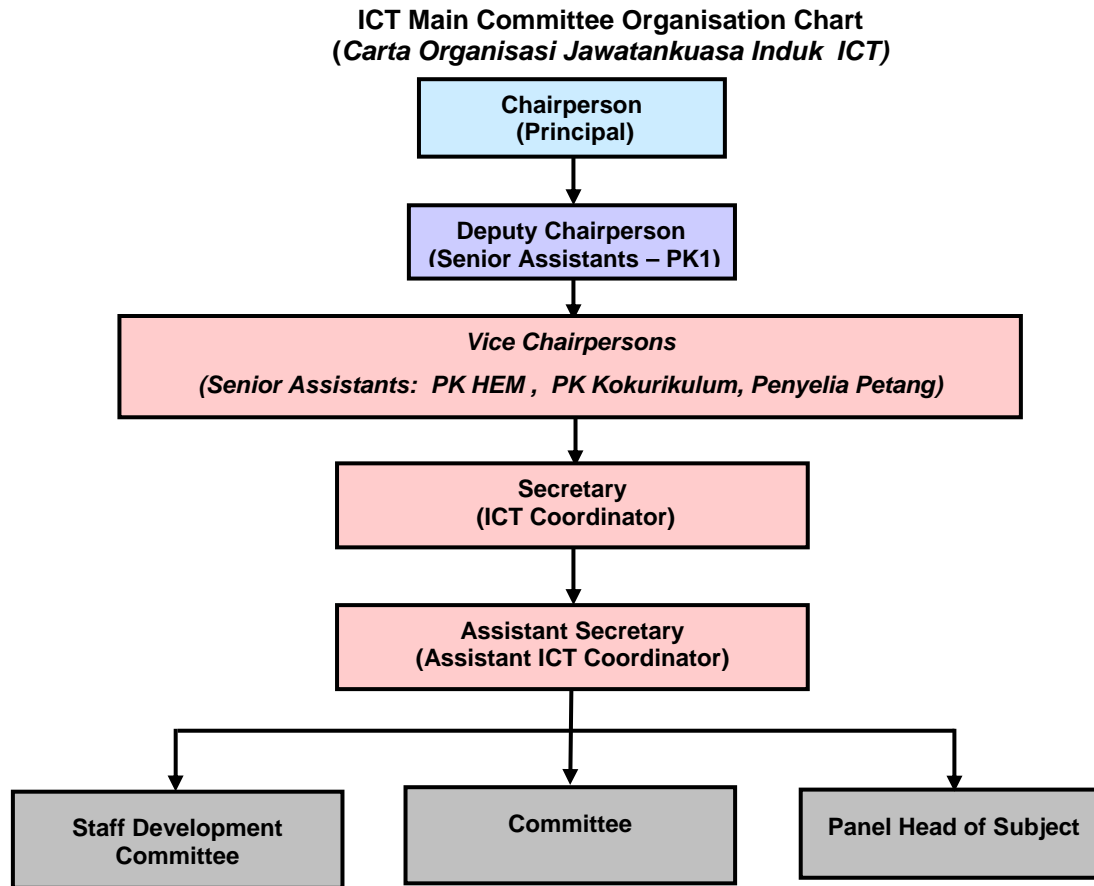 ICT Main Committee Organisation Chart
(Carta Organisasi Jawatankuasa Induk ICT)
Chairperson
(Principal)
Deputy Chairperson
(Senior Assistants – PK1)
Vice Chairpersons
(Senior Assistants: PK HEM , PK Kokurikulum, Penyelia Petang)
Secretary
(ICT Coordinator)
Assistant Secretary
(Assistant ICT Coordinator)
Staff Development
Committee
Committee
Panel Head of Subject